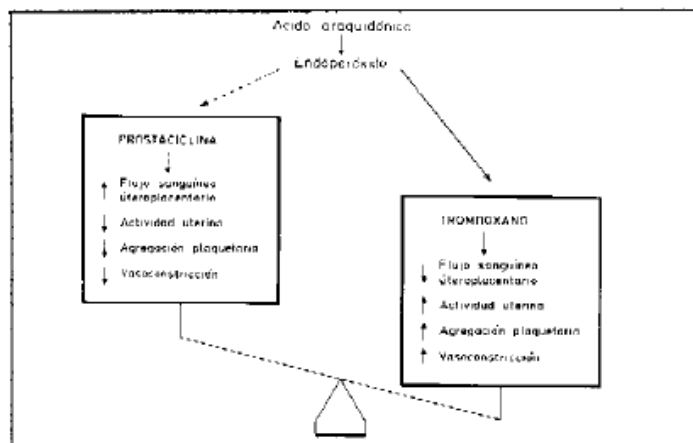 Acido araquidónico
Endoperóxido
PROSTACICLINA
Flujo sanguíneo
úteroplacentario
Actividad uterina
Agregación plaquetaria
Vasoconstricción
TROMBOXANO
Flujo sanguíneo
úteroplacentario
Actividad uterina
Agregación plaquetaria
Vasoconstricción